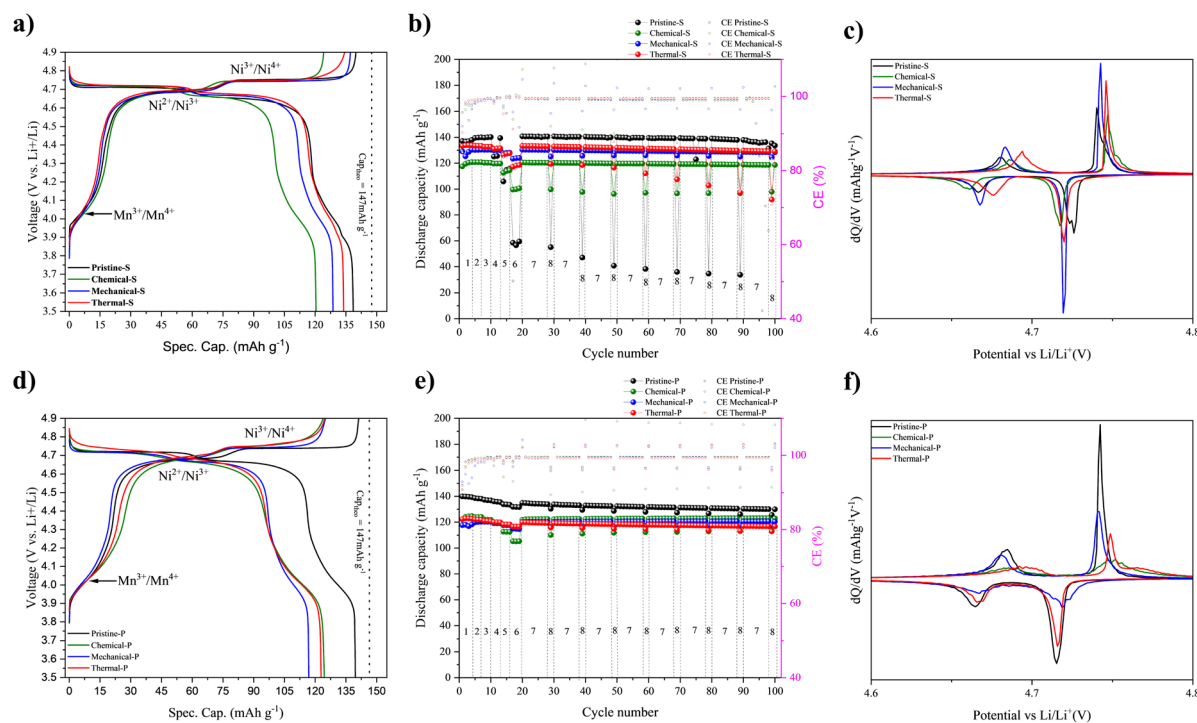 a)
4.9
4.8
4.7
4.6
4.5
4.4
4.3
4.2
4.1
4.0
3.9
3.8
3.7
3.6
3.5
Voltage (V vs. Li+/Li)
Ni³⁺/Ni⁴⁺
Ni²⁺/Ni³⁺
Mn³⁺/Mn⁴⁺
Cap_theo = 147mAh g⁻¹
Pristine-S
Chemical-S
Mechanical-S
Thermal-S
0 15 30 45 60 75 90 105 120 135 150
Spec. Cap. (mAh g⁻¹)
b)
Pristine-S
Chemical-S
Mechanical-S
Thermal-S
CE Pristine-S
CE Chemical-S
CE Mechanical-S
CE Thermal-S
200
180
160
140
120
100
80
60
40
20
0
Discharge capacity (mAh g⁻¹)
1 2 3 4 5 6 7 8 7 8 7 8 7 8 7 8 7 8 7 8 7 8
100
80
60
40
CE (%)
0 10 20 30 40 50 60 70 80 90 100
Cycle number
c)
Pristine-S
Chemical-S
Mechanical-S
Thermal-S
dQ/dV (mAhg⁻¹V⁻¹)
4.6 4.7 4.8
Potential vs Li/Li⁺(V)
d)
4.9
4.8
4.7
4.6
4.5
4.4
4.3
4.2
4.1
4.0
3.9
3.8
3.7
3.6
3.5
Voltage (V vs. Li+/Li)
Ni³⁺/Ni⁴⁺
Ni²⁺/Ni³⁺
Mn³⁺/Mn⁴⁺
Cap_theo = 147mAh g⁻¹
Pristine-P
Chemical-P
Mechanical-P
Thermal-P
0 15 30 45 60 75 90 105 120 135 150
Spec. Cap. (mAh g⁻¹)
e)
Pristine-P
Chemical-P
Mechanical-P
Thermal-P
CE Pristine-P
CE Chemical-P
CE Mechanical-P
CE Thermal-P
200
180
160
140
120
100
80
60
40
20
0
Discharge capacity (mAh g⁻¹)
1 2 3 4 5 6 7 8 7 8 7 8 7 8 7 8 7 8 7 8 7 8
100
80
60
40
CE (%)
0 10 20 30 40 50 60 70 80 90 100
Cycle number
f)
Pristine-P
Chemical-P
Mechanical-P
Thermal-P
dQ/dV (mAhg⁻¹V⁻¹)
4.6 4.7 4.8
Potential vs Li/Li⁺(V)